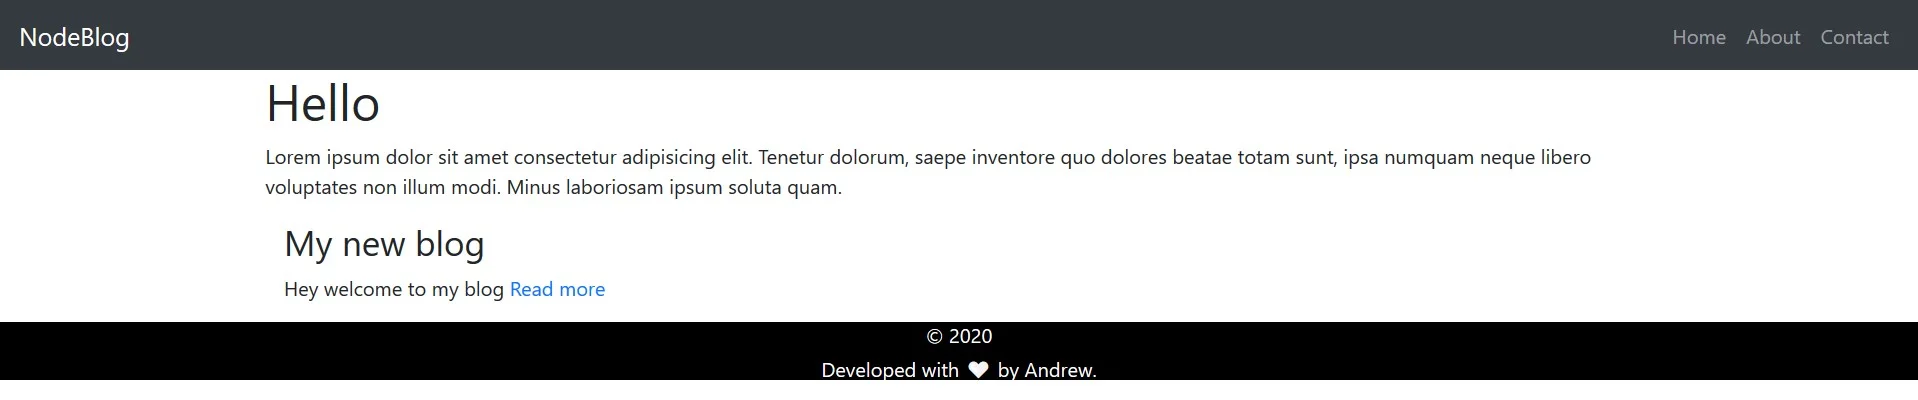 NodeBlog
Home About Contact
Hello
Lorem ipsum dolor sit amet consectetur adipisicing elit. Tenetur dolorum, saepe inventore quo dolores beatae totam sunt, ipsa numquam neque libero
voluptates non illum modi. Minus laboriosam ipsum soluta quam.
My new blog
Hey welcome to my blog Read more
© 2020
Developed with ♥ by Andrew.